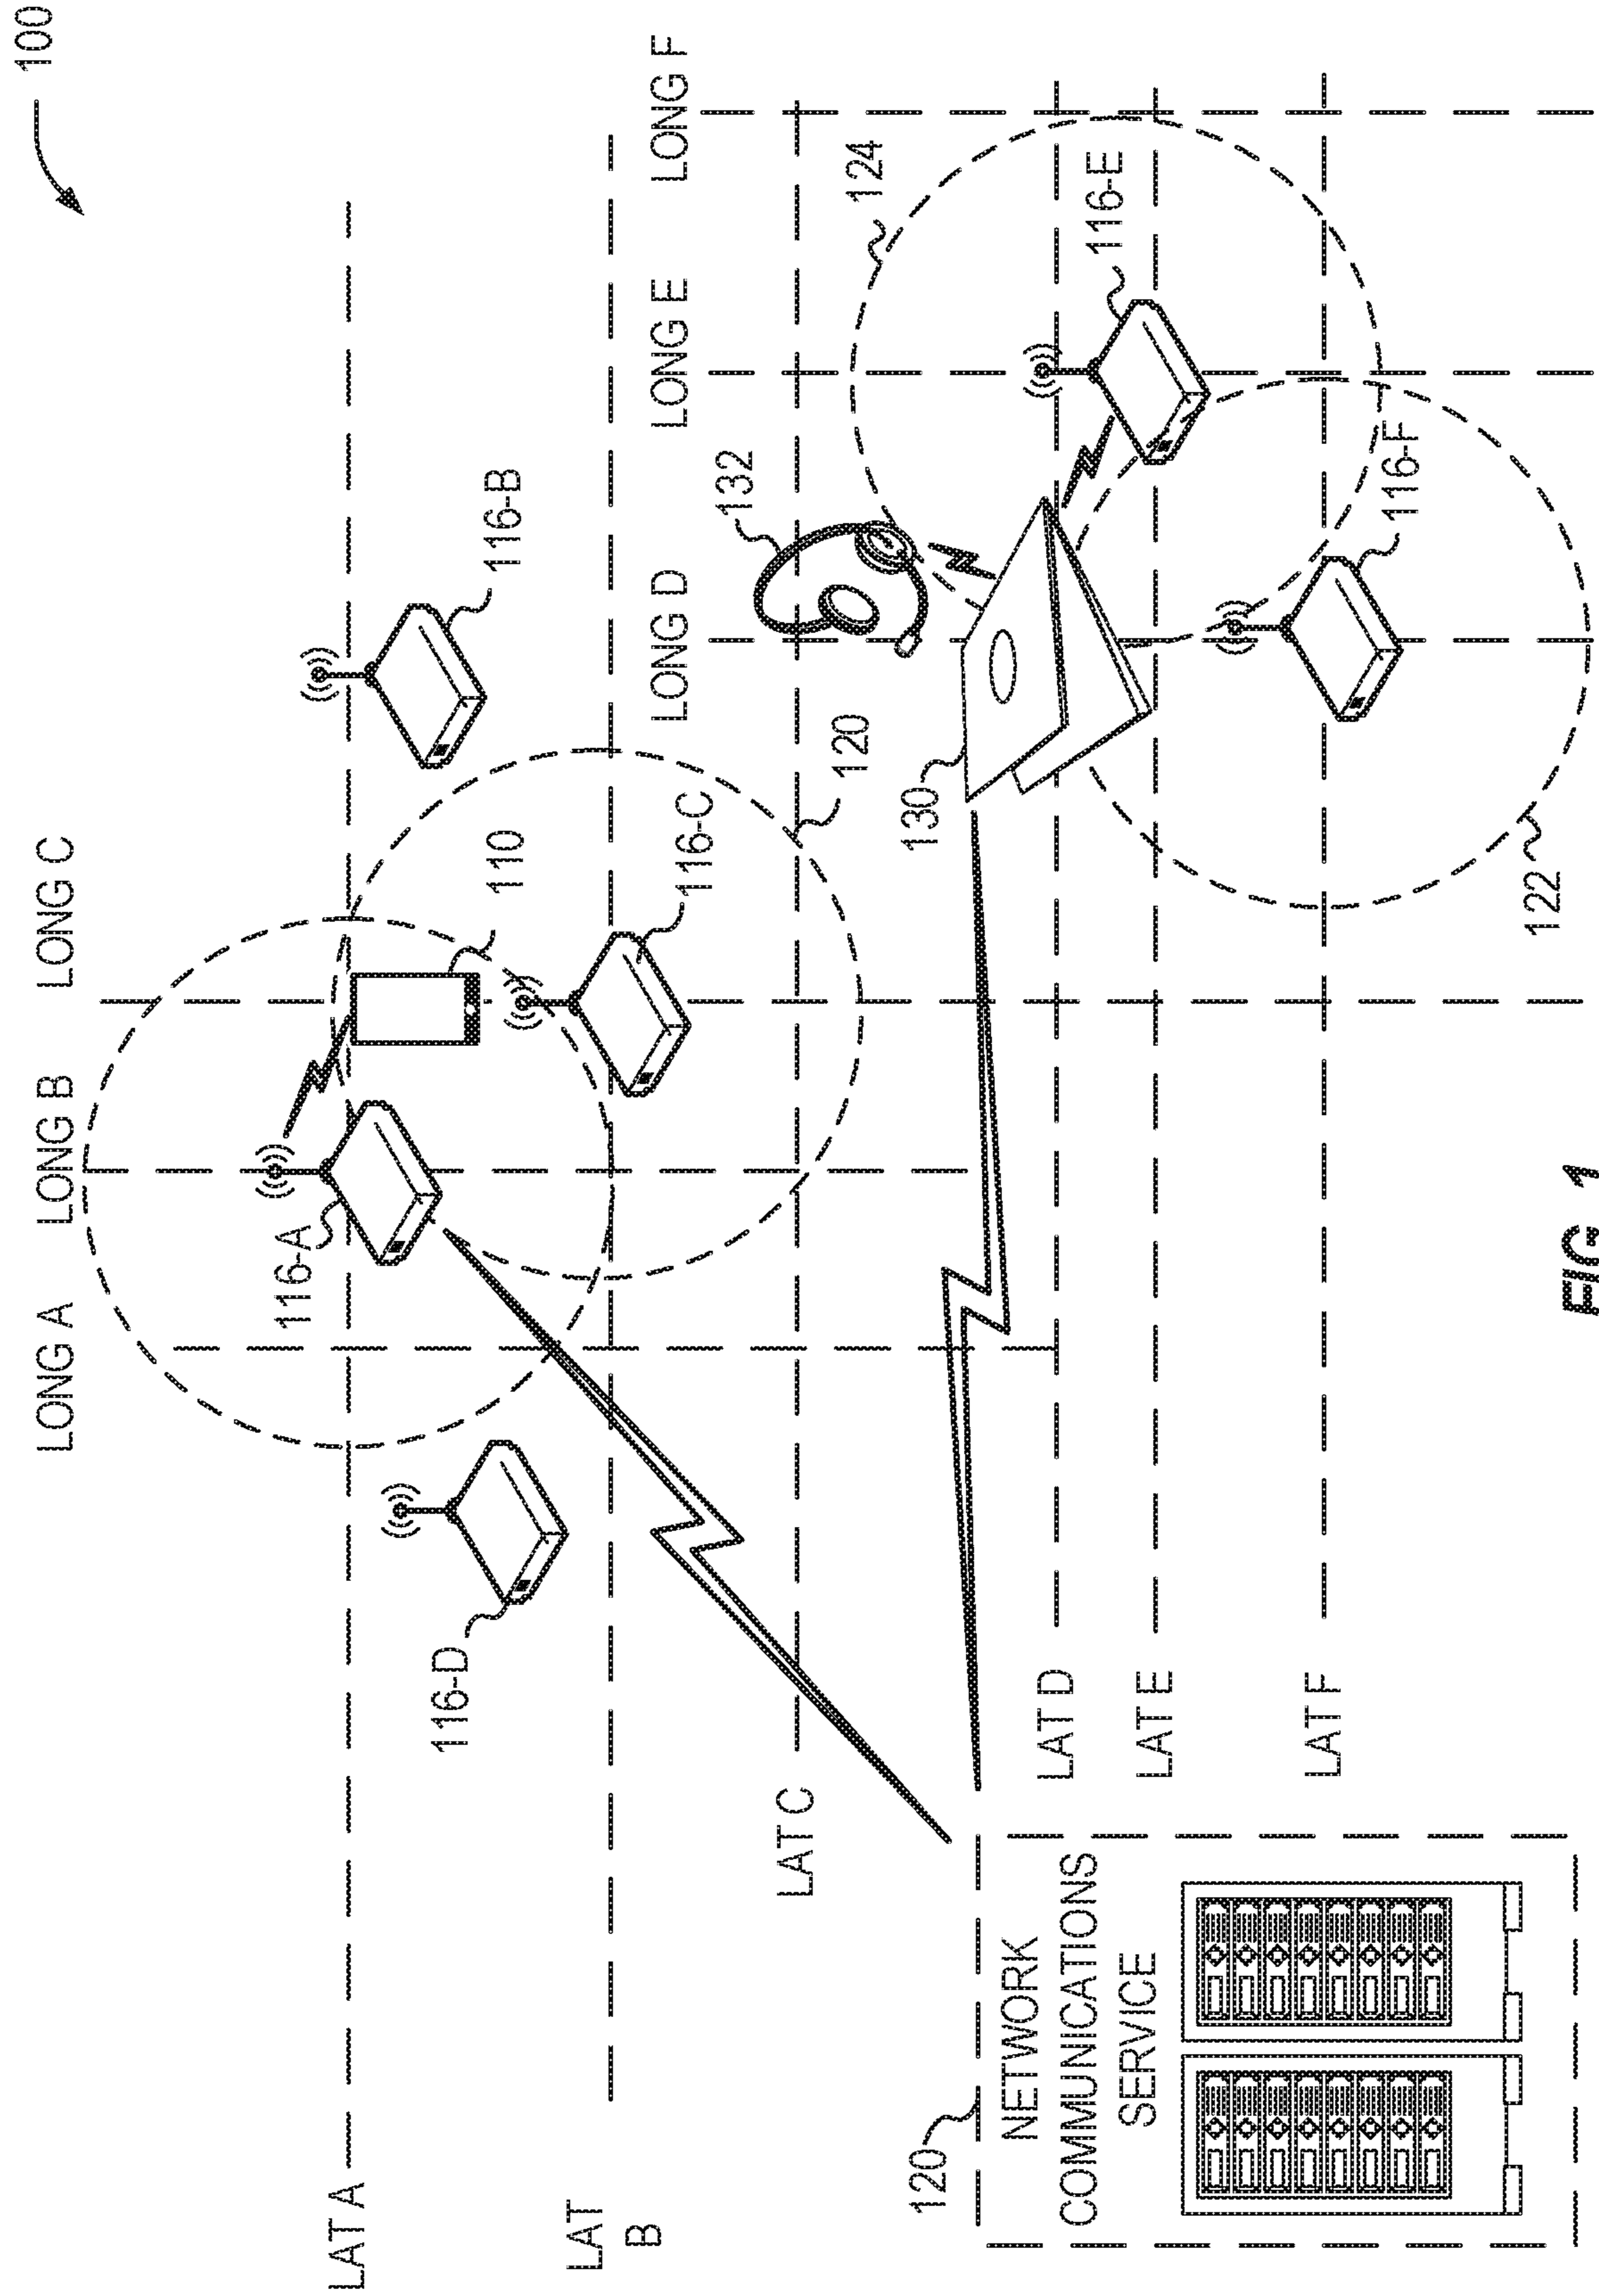 100
LONG A
LONG B
LONG C
LAT A
116-A
116-B
110
116-D
116-C
LAT
B
LONG D
LONG E
LONG F
132
120
LAT C
124
130
120
NETWORK
COMMUNICATIONS
SERVICE
LAT D
116-E
LAT E
LAT F
116-F
122
FIG. 1